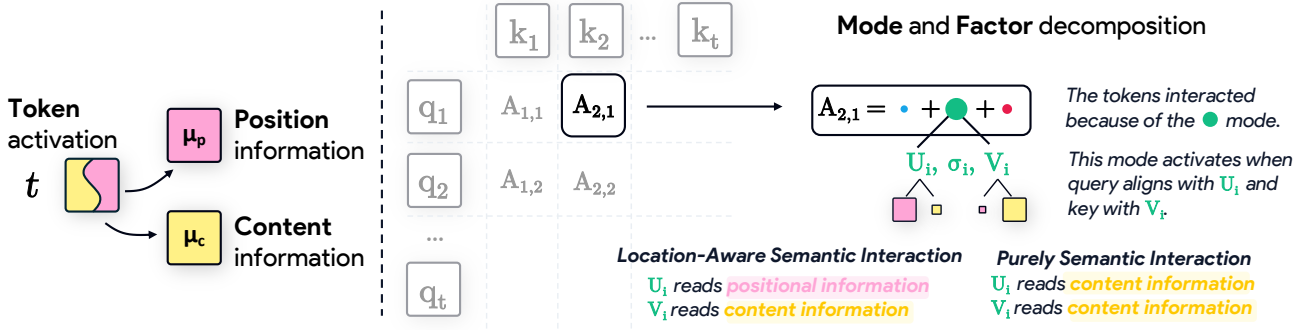 Token
activation
t
μp
Position
information
μc
Content
information
k1 k2 ... kt
q1 A1,1 A2,1
q2 A1,2 A2,2
...
qt
Mode and Factor decomposition
A2,1 = • + ● + •
Ui, σi, Vi
The tokens interacted
because of the ● mode.
This mode activates when
query aligns with Ui and
key with Vi.
Location-Aware Semantic Interaction
Ui reads positional information
Vi reads content information
Purely Semantic Interaction
Ui reads content information
Vi reads content information